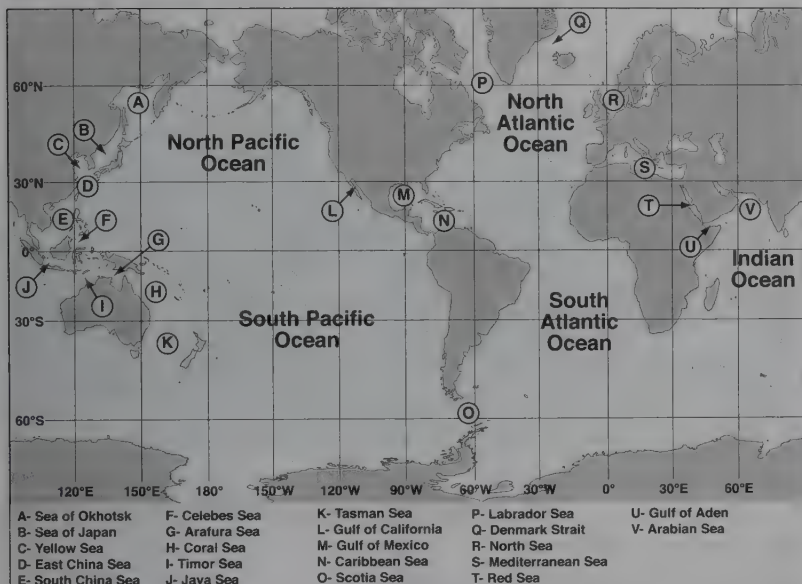 Q
60°N
A
P
R
North
Atlantic
Ocean
B
C
North Pacific
Ocean
S
30°N
D
L
M
T
V
E
F
N
G
U
0°
Indian
Ocean
J
I
H
South Pacific
Ocean
South
Atlantic
Ocean
30°S
K
O
60°S
120°E 150°E 180° 150°W 120°W 90°W 60°W 30°W 0° 30°E 60°E
A- Sea of Okhotsk
B- Sea of Japan
C- Yellow Sea
D- East China Sea
E- South China Sea
F- Celebes Sea
G- Arafura Sea
H- Coral Sea
I- Timor Sea
J- Java Sea
K- Tasman Sea
L- Gulf of California
M- Gulf of Mexico
N- Caribbean Sea
O- Scotia Sea
P- Labrador Sea
Q- Denmark Strait
R- North Sea
S- Mediterranean Sea
T- Red Sea
U- Gulf of Aden
V- Arabian Sea